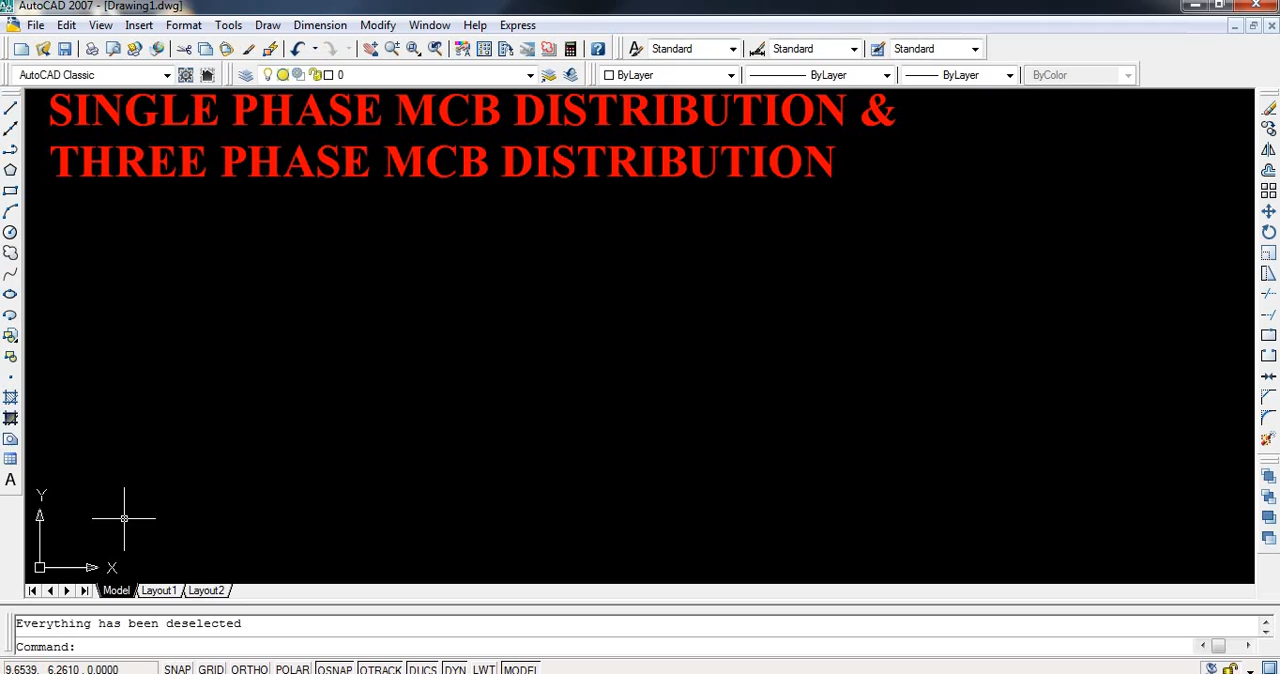 AutoCAD 2007 - [Drawing1.dwg]
File Edit View Insert Format Tools Draw Dimension Modify Window Help Express
Standard Standard Standard
AutoCAD Classic 0 ByLayer ByLayer ByLayer ByColor
SINGLE PHASE MCB DISTRIBUTION &
THREE PHASE MCB DISTRIBUTION
A
Y
X
Model Layout1 Layout2
Everything has been deselected
Command:
9.6539, 6.2610, 0.0000 SNAP GRID ORTHO POLAR OSNAP OTRACK DUCS DYN LWT MODEL